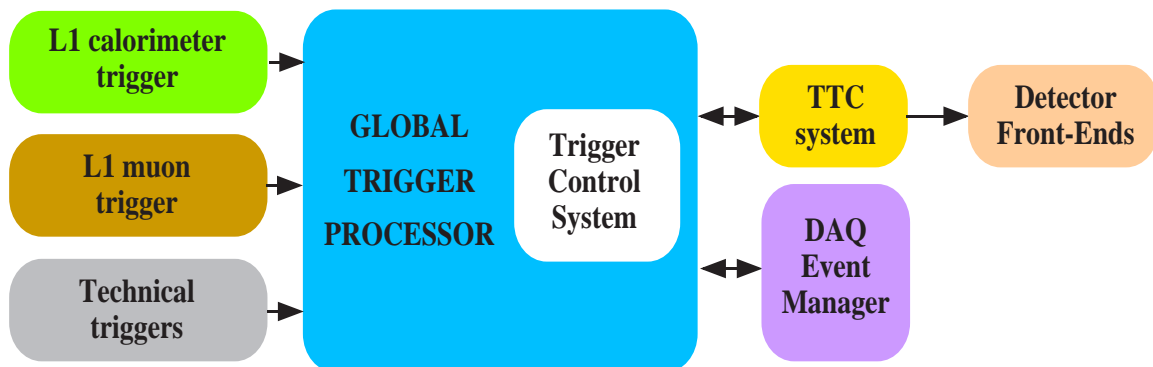 L1 calorimeter
trigger
L1 muon
trigger
Technical
triggers
GLOBAL
TRIGGER
PROCESSOR
Trigger
Control
System
TTC
system
Detector
Front-Ends
DAQ
Event
Manager